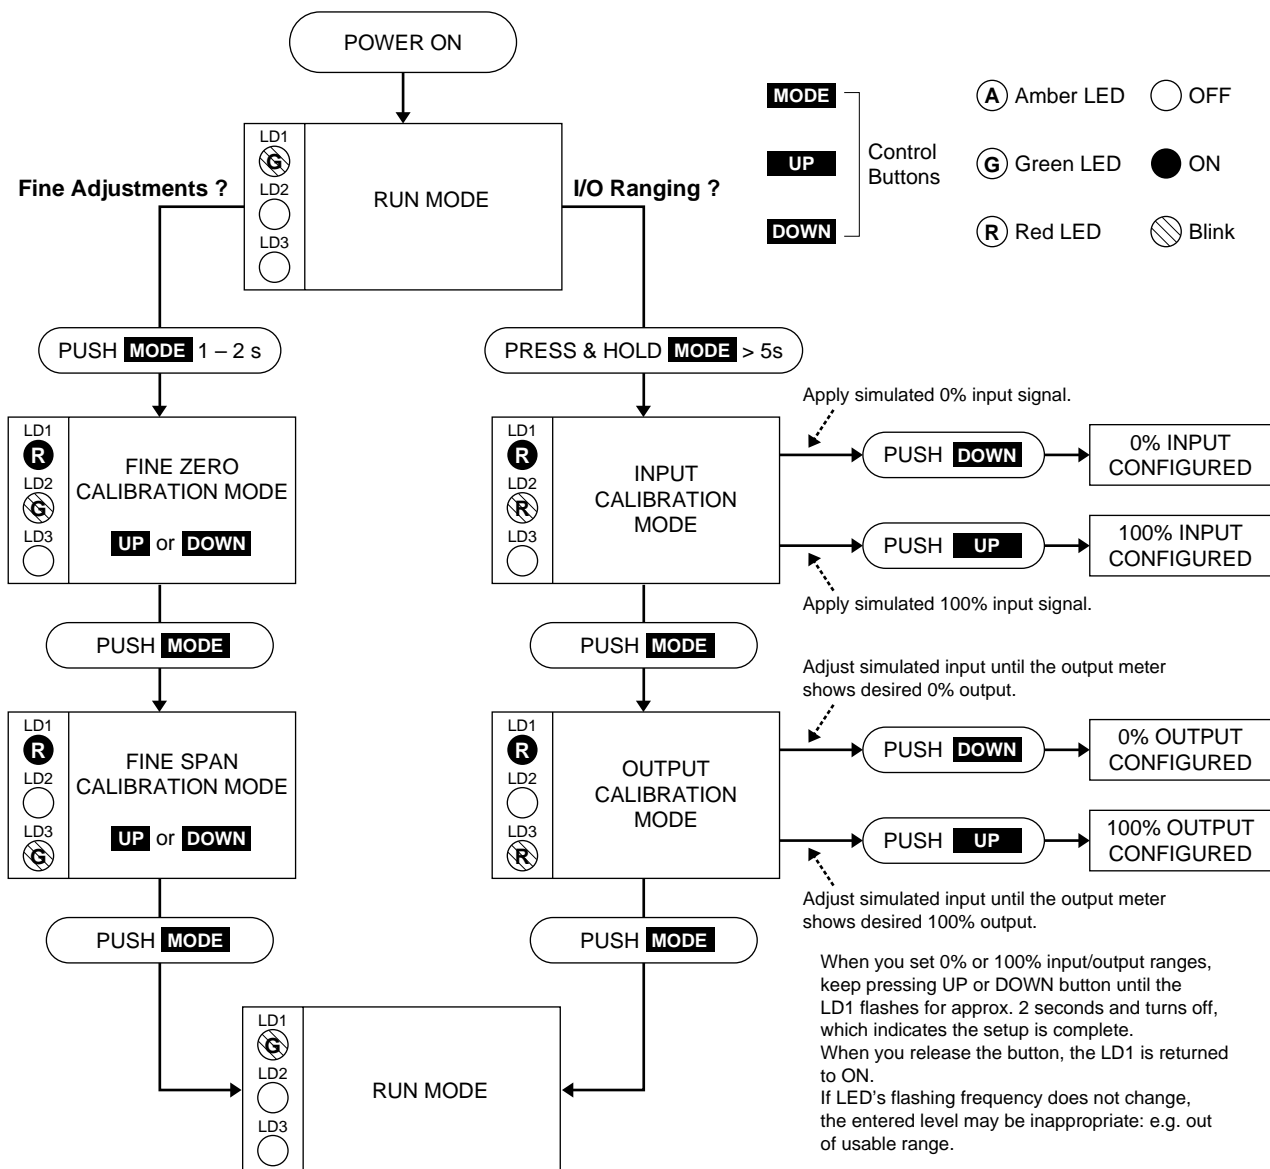 POWER ON
MODE
UP
DOWN
Control
Buttons
A Amber LED
OFF
G Green LED
ON
R Red LED
Blink
LD1
G
LD2
LD3
RUN MODE
Fine Adjustments ?
I/O Ranging ?
PUSH MODE 1 – 2 s
PRESS & HOLD MODE > 5s
LD1
R
LD2
G
LD3
FINE ZERO
CALIBRATION MODE
UP or DOWN
LD1
R
LD2
R
LD3
INPUT
CALIBRATION
MODE
Apply simulated 0% input signal.
PUSH DOWN
0% INPUT
CONFIGURED
PUSH UP
100% INPUT
CONFIGURED
Apply simulated 100% input signal.
PUSH MODE
PUSH MODE
LD1
R
LD2
LD3
G
FINE SPAN
CALIBRATION MODE
UP or DOWN
LD1
R
LD2
LD3
R
OUTPUT
CALIBRATION
MODE
Adjust simulated input until the output meter
shows desired 0% output.
PUSH DOWN
0% OUTPUT
CONFIGURED
PUSH UP
100% OUTPUT
CONFIGURED
Adjust simulated input until the output meter
shows desired 100% output.
PUSH MODE
PUSH MODE
LD1
G
LD2
LD3
RUN MODE
When you set 0% or 100% input/output ranges,
keep pressing UP or DOWN button until the
LD1 flashes for approx. 2 seconds and turns off,
which indicates the setup is complete.
When you release the button, the LD1 is returned
to ON.
If LED’s flashing frequency does not change,
the entered level may be inappropriate: e.g. out
of usable range.